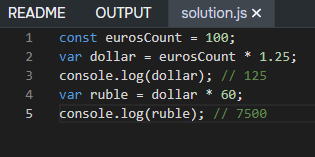 README OUTPUT solution.js ×
1 const eurosCount = 100;
2 var dollar = eurosCount * 1.25;
3 console.log(dollar); // 125
4 var ruble = dollar * 60;
5 console.log(ruble); // 7500